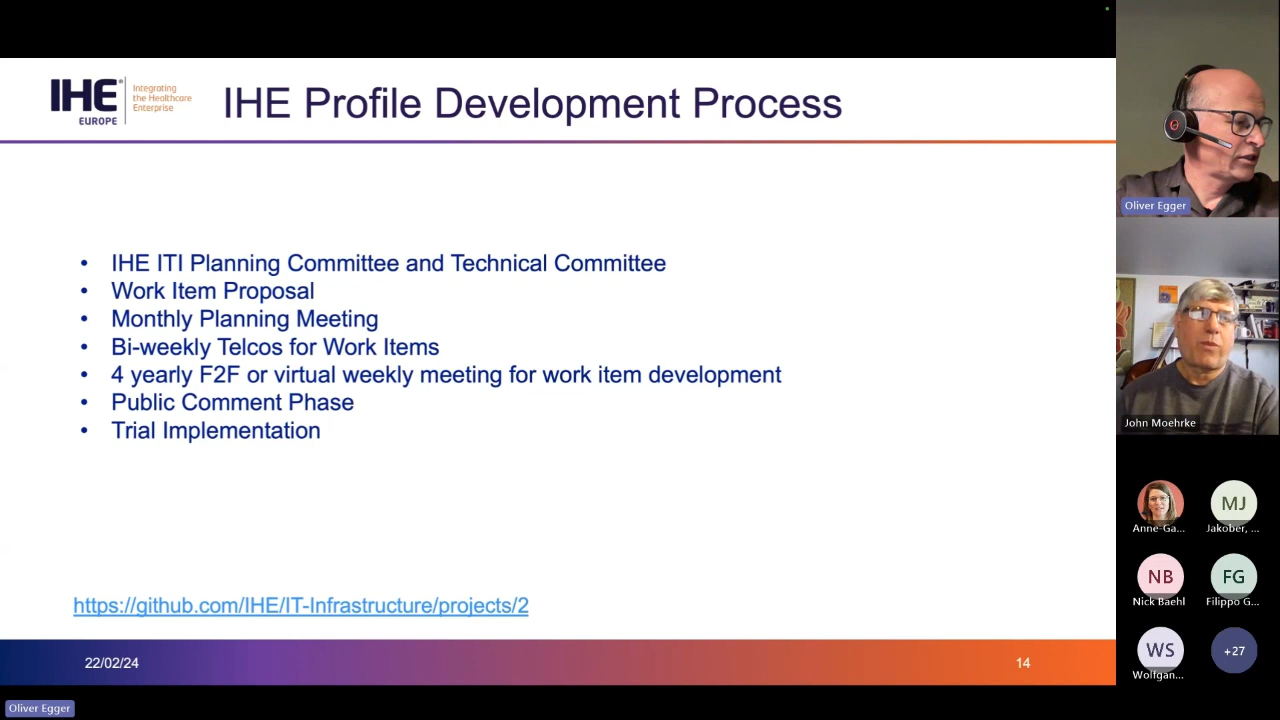 IHE
EUROPE
Integrating
the Healthcare
Enterprise
IHE Profile Development Process
• IHE ITI Planning Committee and Technical Committee
• Work Item Proposal
• Monthly Planning Meeting
• Bi-weekly Telcos for Work Items
• 4 yearly F2F or virtual weekly meeting for work item development
• Public Comment Phase
• Trial Implementation
https://github.com/IHE/IT-Infrastructure/projects/2
22/02/24
14
Oliver Egger
Oliver Egger
John Moehrke
Anne-Ga...
MJ
Jakober, ...
NB
Nick Baehl
FG
Filippo G...
WS
Wolfgan...
+27